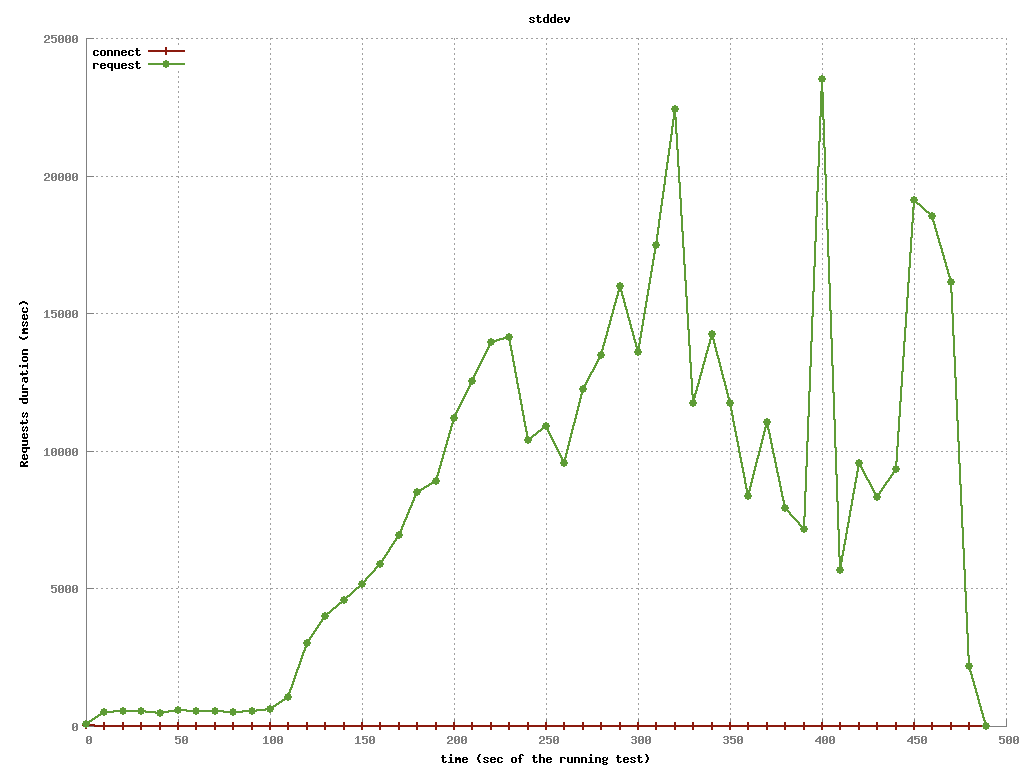 stddev
25000
connect
request
20000
15000
Requests duration (msec)
10000
5000
0
0 50 100 150 200 250 300 350 400 450 500
time (sec of the running test)